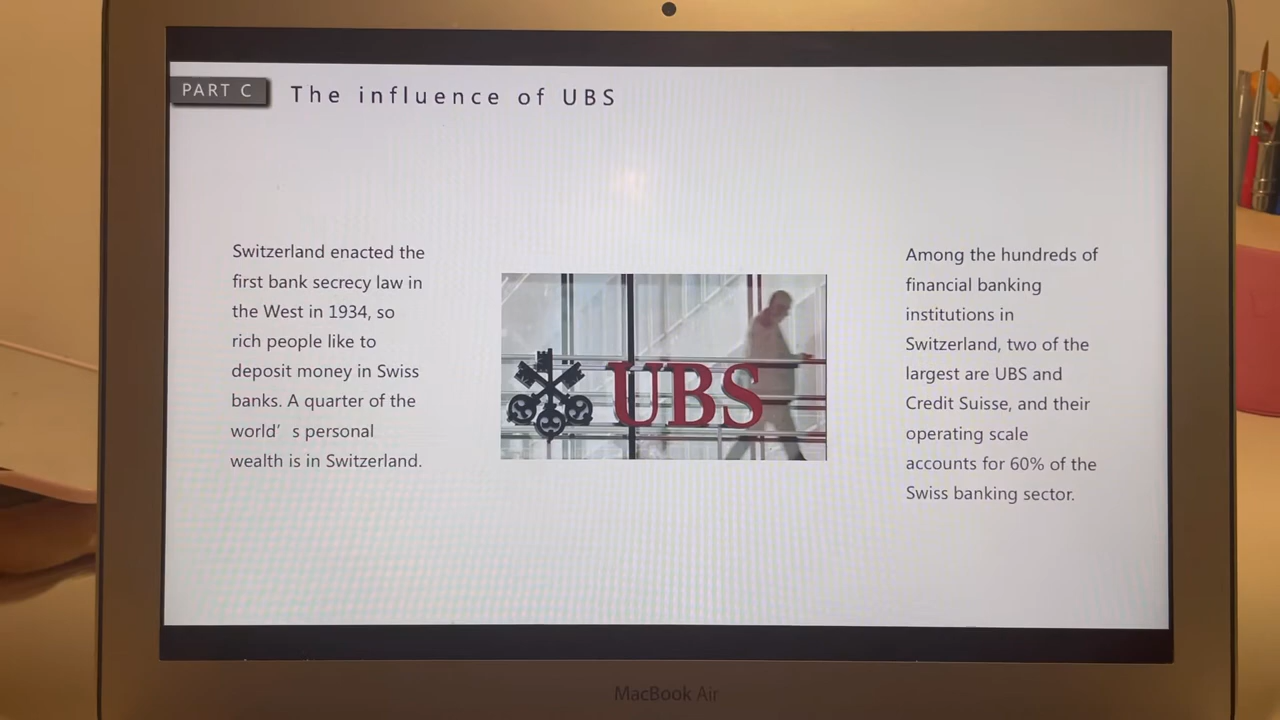 PART C
The influence of UBS
Switzerland enacted the
first bank secrecy law in
the West in 1934, so
rich people like to
deposit money in Swiss
banks. A quarter of the
world’ s personal
wealth is in Switzerland.
UBS
Among the hundreds of
financial banking
institutions in
Switzerland, two of the
largest are UBS and
Credit Suisse, and their
operating scale
accounts for 60% of the
Swiss banking sector.
MacBook Air